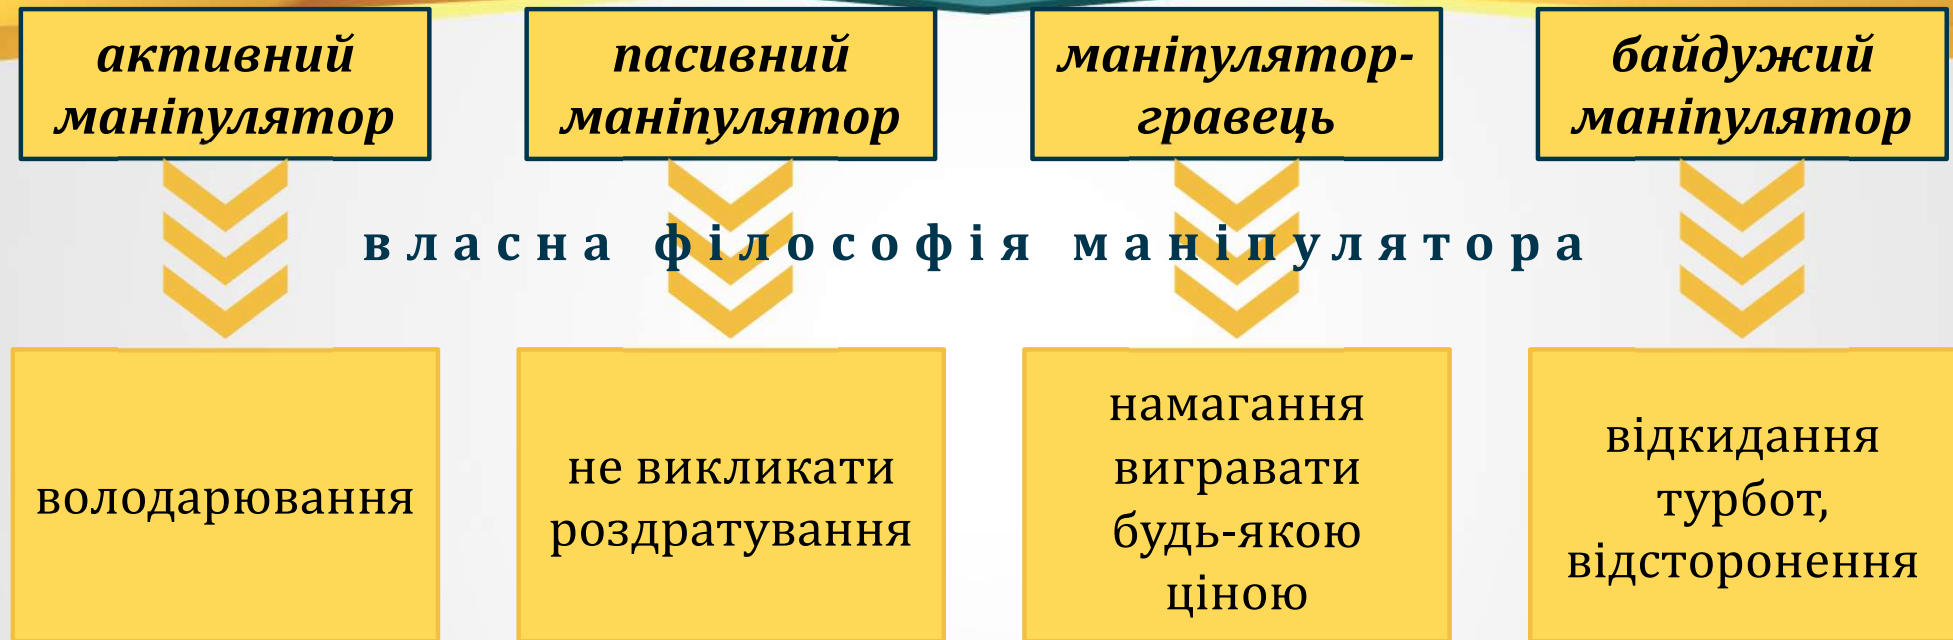 активний
маніпулятор
пасивний
маніпулятор
маніпулятор-
гравець
байдужий
маніпулятор
власна філософія маніпулятора
володарювання
не викликати
роздратування
намагання
вигравати
будь-якою
ціною
відкидання
турбот,
відсторонення